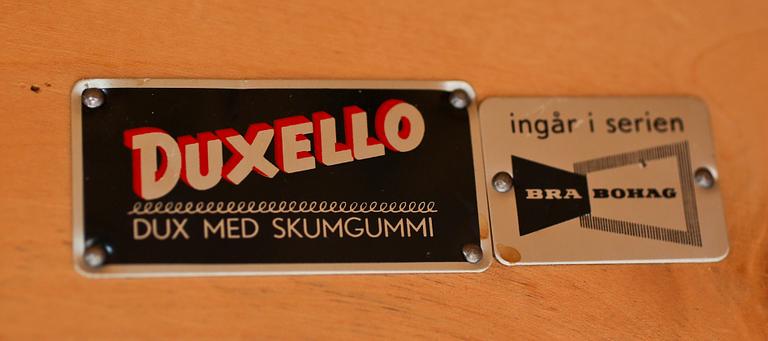 DUXELLO
DUX MED SKUMGUMMI
ingår i serien
BRA BOHAG